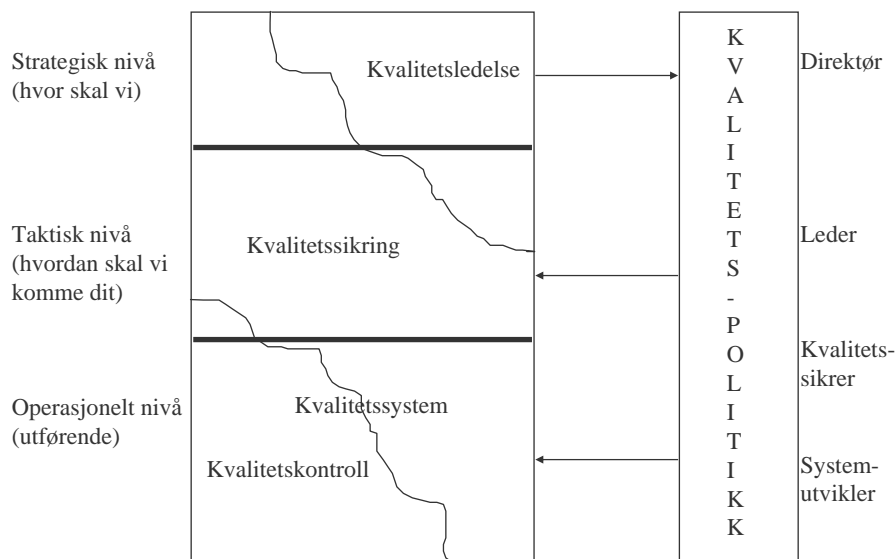 Strategisk nivå
(hvor skal vi)
Kvalitetsledelse
Direktør
Taktisk nivå
(hvordan skal vi
komme dit)
Kvalitetssikring
Leder
Operasjonelt nivå
(utførende)
Kvalitetssystem
Kvalitetskontroll
K
V
A
L
I
T
E
T
S
-
P
O
L
I
T
I
K
K
Kvalitets-
sikrer
System-
utvikler